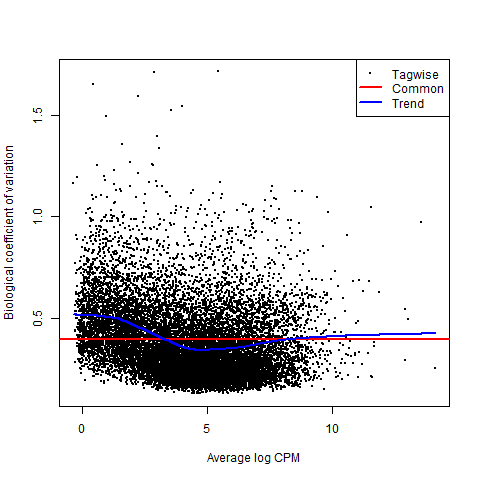 Tagwise
Common
Trend
Biological coefficient of variation
0.5
1.0
1.5
0
5
10
Average log CPM